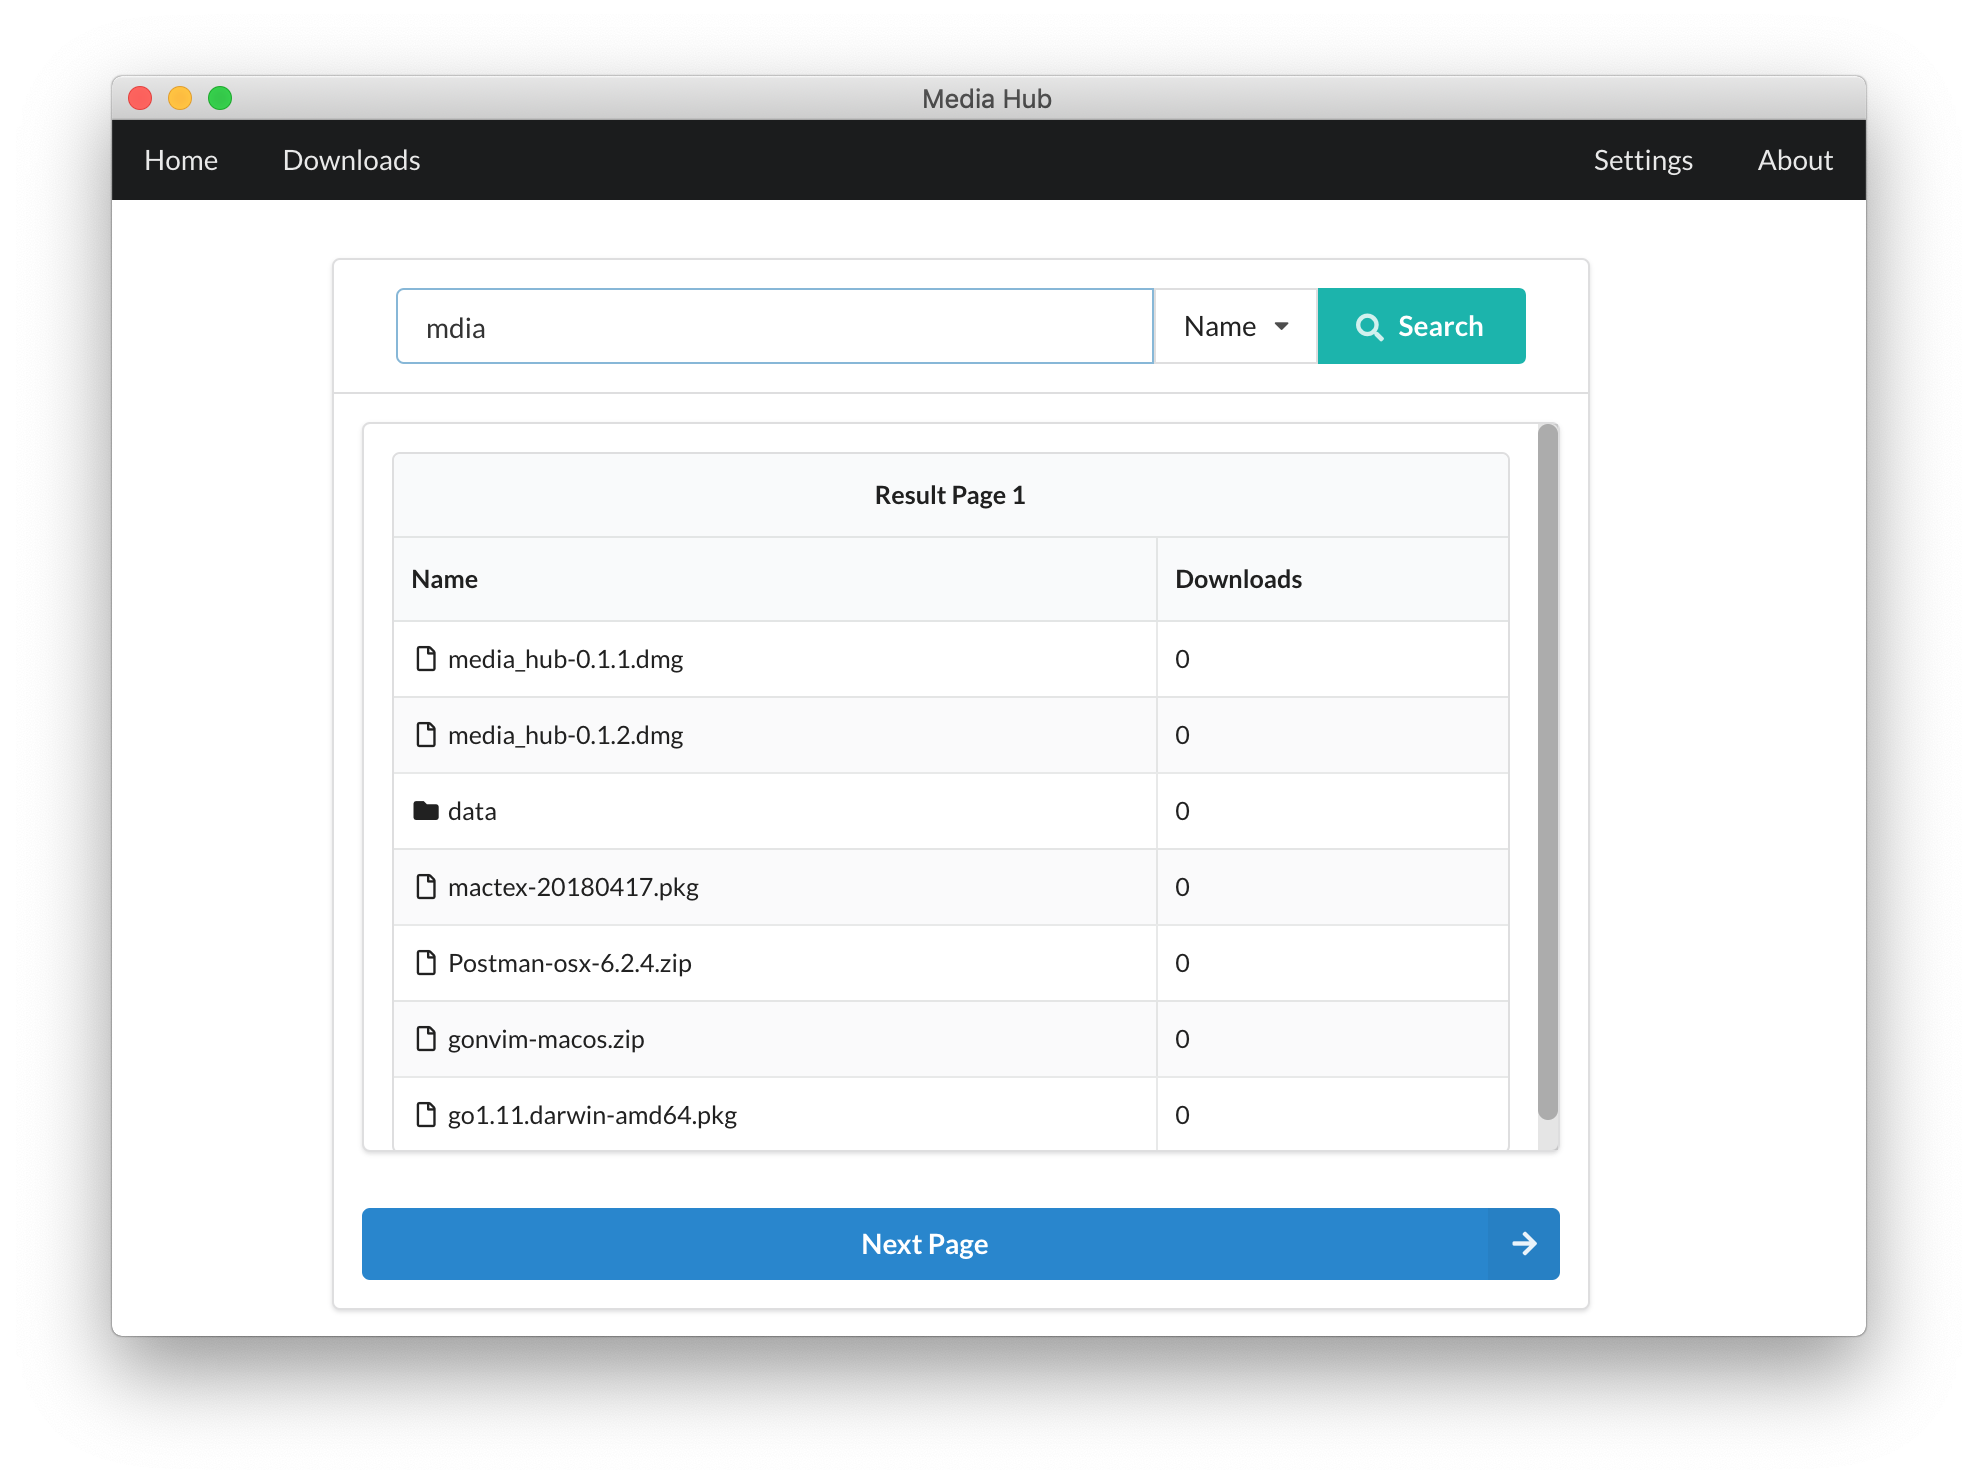 Media Hub
Home Downloads Settings About
mdia Name Search
Result Page 1
Name Downloads
media_hub-0.1.1.dmg 0
media_hub-0.1.2.dmg 0
data 0
mactex-20180417.pkg 0
Postman-osx-6.2.4.zip 0
gonvim-macos.zip 0
go1.11.darwin-amd64.pkg 0
Next Page